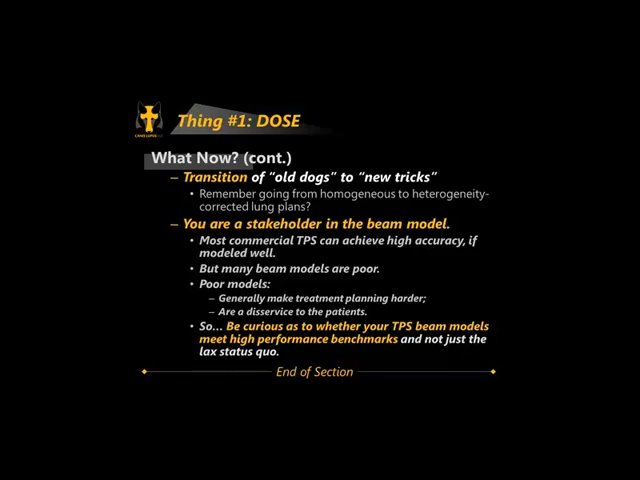 CANIS LUPUS LLC
Thing #1: DOSE
What Now? (cont.)
– Transition of “old dogs” to “new tricks”
• Remember going from homogeneous to heterogeneity-
corrected lung plans?
– You are a stakeholder in the beam model.
• Most commercial TPS can achieve high accuracy, if
modeled well.
• But many beam models are poor.
• Poor models:
– Generally make treatment planning harder;
– Are a disservice to the patients.
• So… Be curious as to whether your TPS beam models
meet high performance benchmarks and not just the
lax status quo.
End of Section